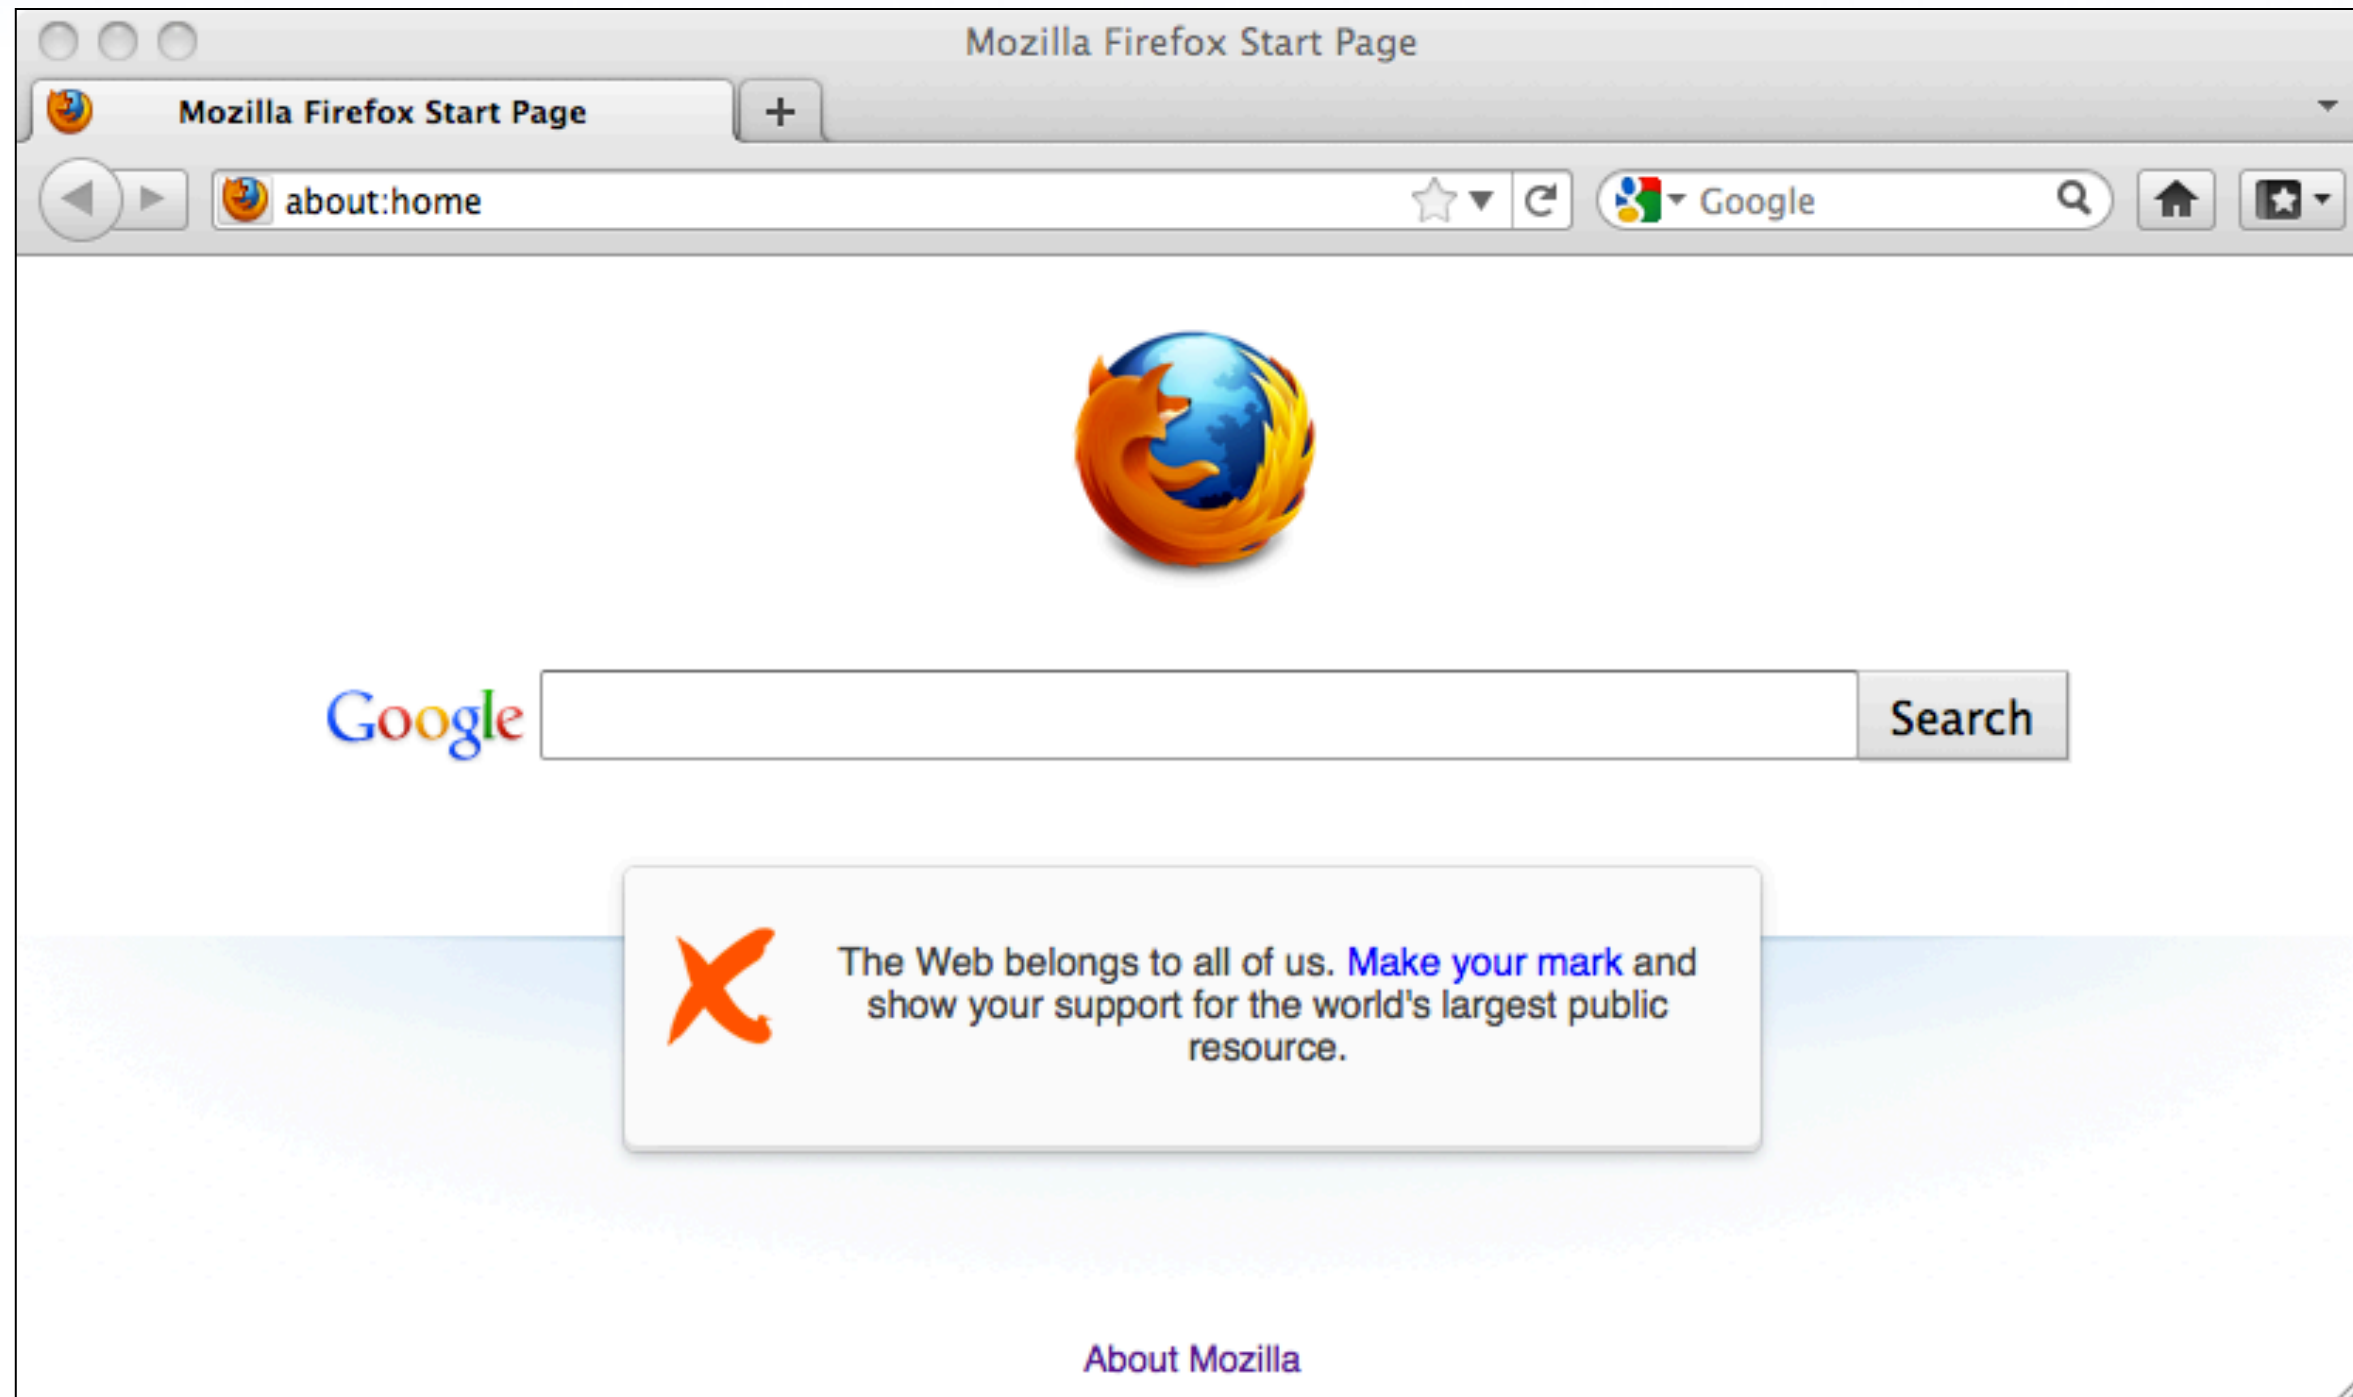 Mozilla Firefox Start Page
Mozilla Firefox Start Page
about:home
Google
Google
Search
The Web belongs to all of us. Make your mark and
show your support for the world's largest public
resource.
About Mozilla